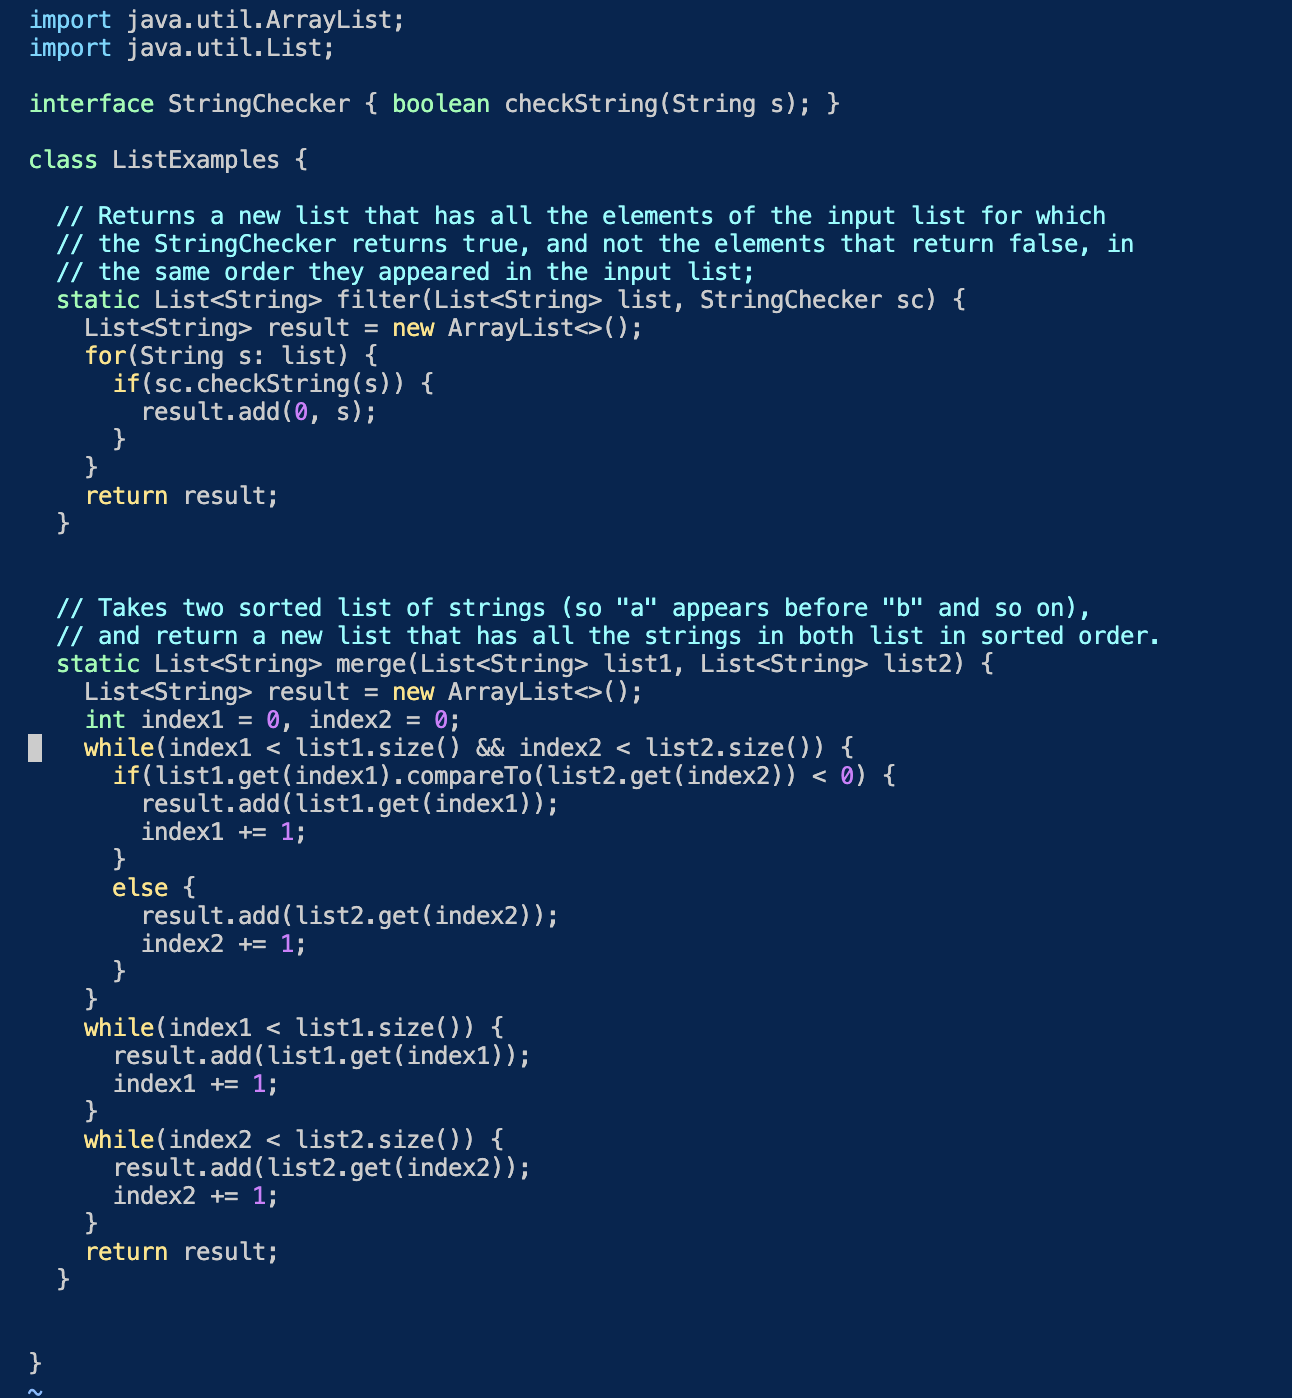 import java.util.ArrayList;
import java.util.List;

interface StringChecker { boolean checkString(String s); }

class ListExamples {

  // Returns a new list that has all the elements of the input list for which
  // the StringChecker returns true, and not the elements that return false, in
  // the same order they appeared in the input list;
  static List<String> filter(List<String> list, StringChecker sc) {
    List<String> result = new ArrayList<>();
    for(String s: list) {
      if(sc.checkString(s)) {
        result.add(0, s);
      }
    }
    return result;
  }


  // Takes two sorted list of strings (so "a" appears before "b" and so on),
  // and return a new list that has all the strings in both list in sorted order.
  static List<String> merge(List<String> list1, List<String> list2) {
    List<String> result = new ArrayList<>();
    int index1 = 0, index2 = 0;
    while(index1 < list1.size() && index2 < list2.size()) {
      if(list1.get(index1).compareTo(list2.get(index2)) < 0) {
        result.add(list1.get(index1));
        index1 += 1;
      }
      else {
        result.add(list2.get(index2));
        index2 += 1;
      }
    }
    while(index1 < list1.size()) {
      result.add(list1.get(index1));
      index1 += 1;
    }
    while(index2 < list2.size()) {
      result.add(list2.get(index2));
      index2 += 1;
    }
    return result;
  }


}
~